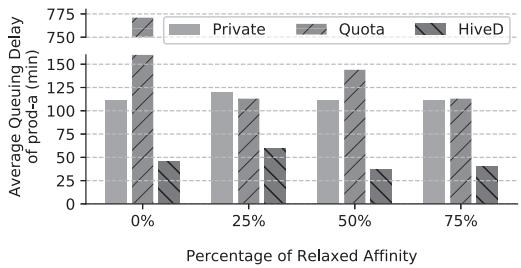 Average Queuing Delay
of prod-a (min)
775
750
150
125
100
75
50
25
0
Private Quota HiveD
0% 25% 50% 75%
Percentage of Relaxed Affinity